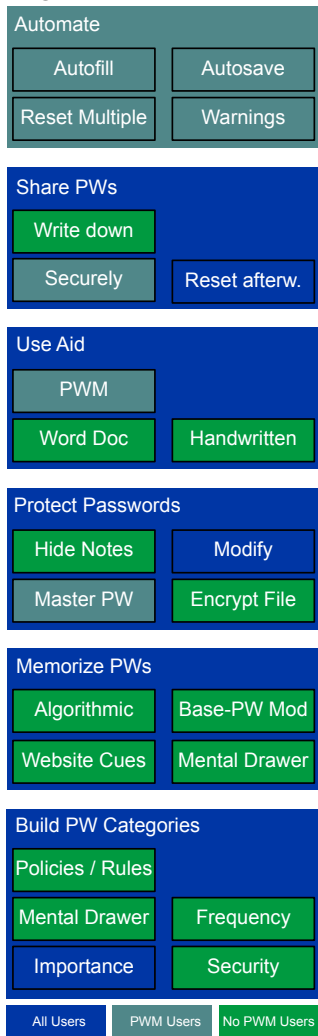 Automate
Autofill Autosave
Reset Multiple Warnings
Share PWs
Write down
Securely Reset afterw.
Use Aid
PWM
Word Doc Handwritten
Protect Passwords
Hide Notes Modify
Master PW Encrypt File
Memorize PWs
Algorithmic Base-PW Mod
Website Cues Mental Drawer
Build PW Categories
Policies / Rules
Mental Drawer Frequency
Importance Security
All Users PWM Users No PWM Users